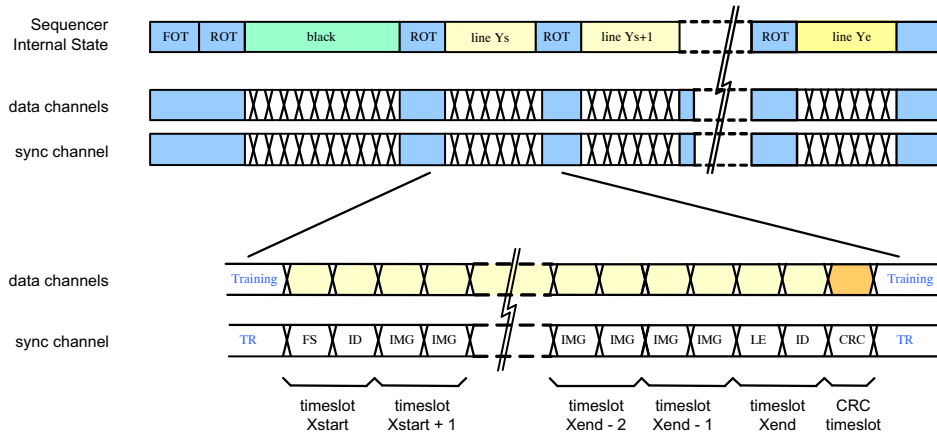 Sequencer
Internal State
FOT ROT black ROT line Ys ROT line Ys+1 ROT line Ye
data channels
sync channel
data channels Training Training
sync channel TR FS ID IMG IMG IMG IMG IMG IMG LE ID CRC TR
timeslot timeslot timeslot timeslot timeslot CRC
Xstart Xstart + 1 Xend - 2 Xend - 1 Xend timeslot